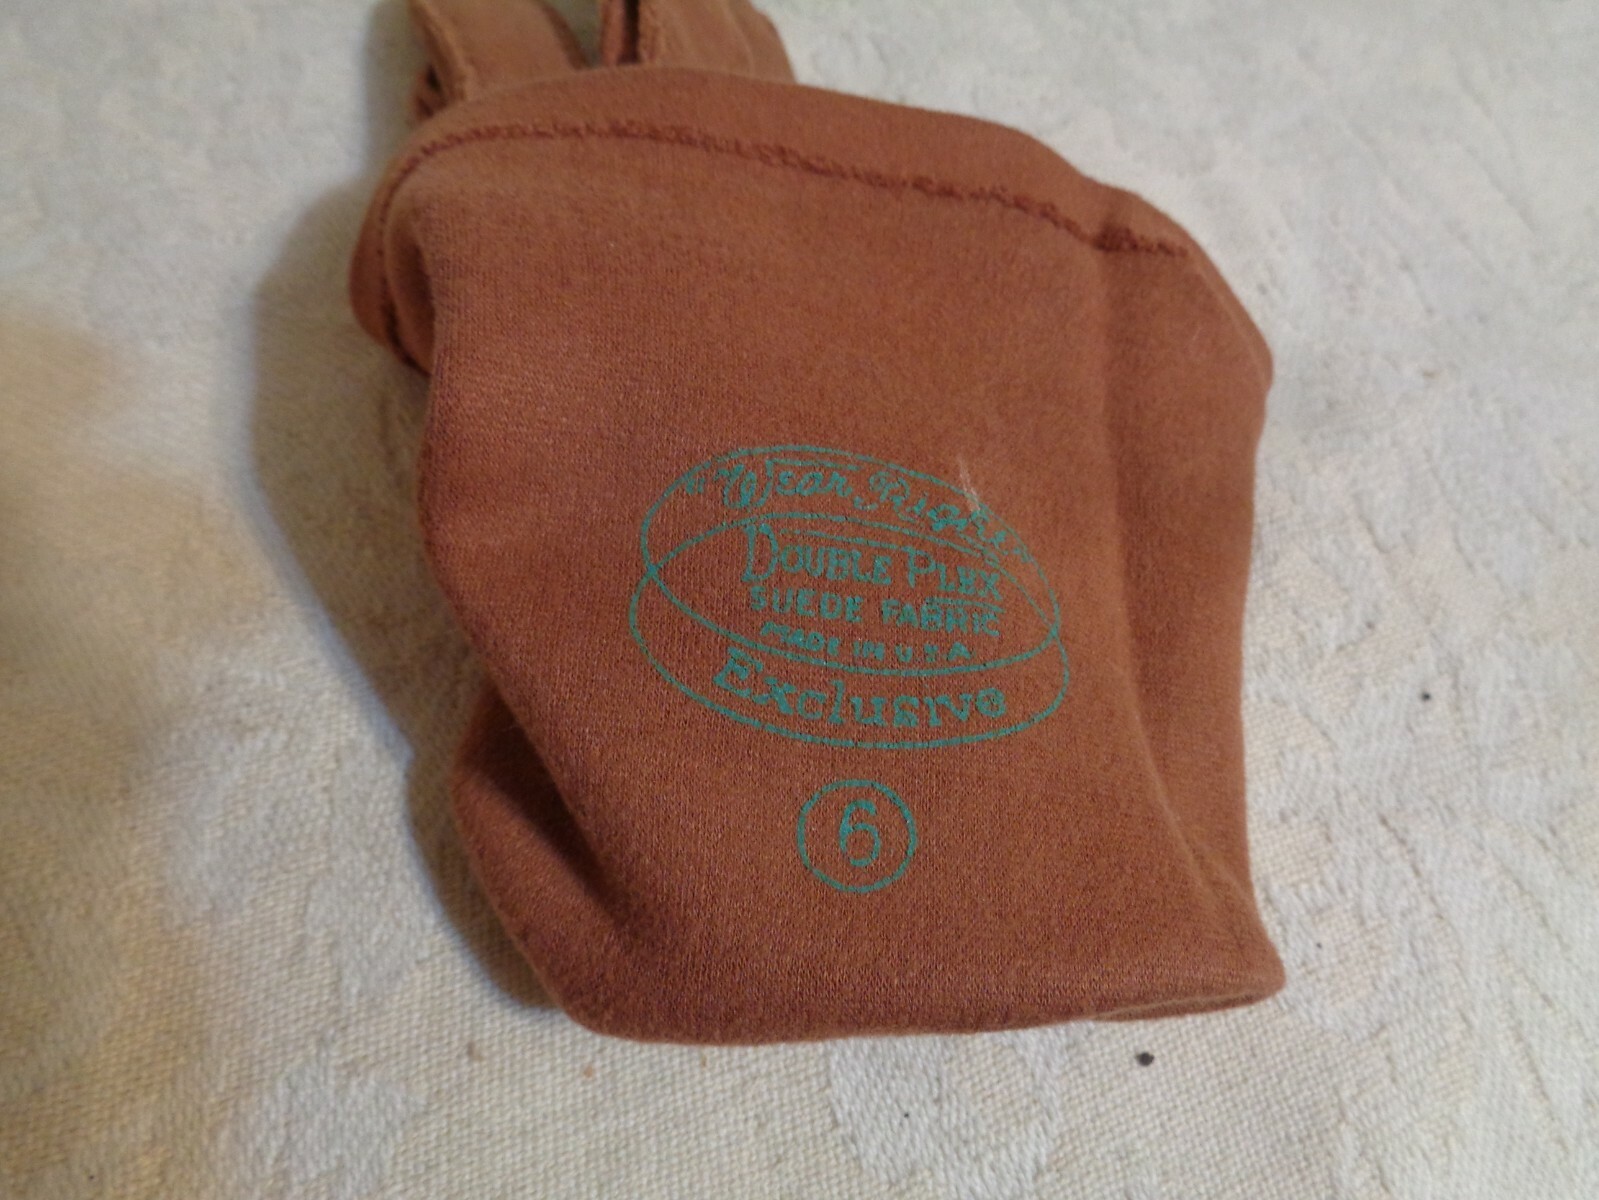 "Wear Right"
DOUBLE PLEX
SUEDE FABRIC
MADE IN U.S.A
Exclusive
6